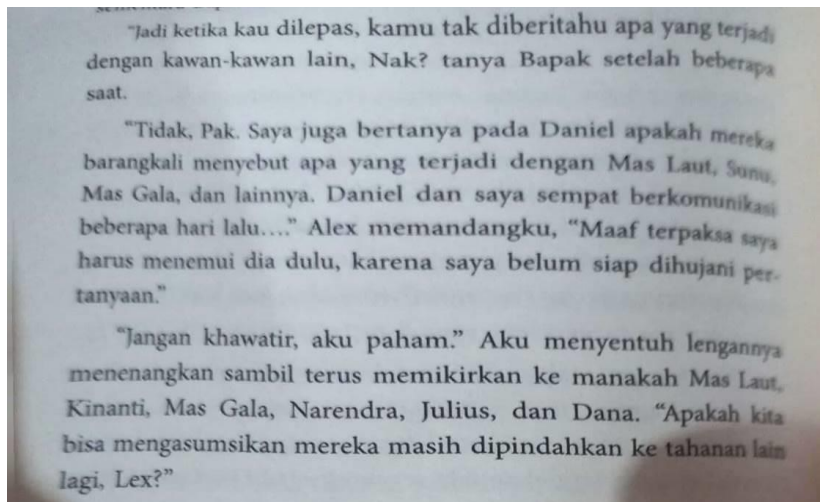 "Jadi ketika kau dilepas, kamu tak diberitahu apa yang terjadi
dengan kawan-kawan lain, Nak? tanya Bapak setelah beberapa
saat.
"Tidak, Pak. Saya juga bertanya pada Daniel apakah mereka
barangkali menyebut apa yang terjadi dengan Mas Laut, Sunu,
Mas Gala, dan lainnya. Daniel dan saya sempat berkomunikasi
beberapa hari lalu…." Alex memandangku, "Maaf terpaksa saya
harus menemui dia dulu, karena saya belum siap dihujani per-
tanyaan."
"Jangan khawatir, aku paham." Aku menyentuh lengannya
menenangkan sambil terus memikirkan ke manakah Mas Laut,
Kinanti, Mas Gala, Narendra, Julius, dan Dana. "Apakah kita
bisa mengasumsikan mereka masih dipindahkan ke tahanan lain
lagi, Lex?"